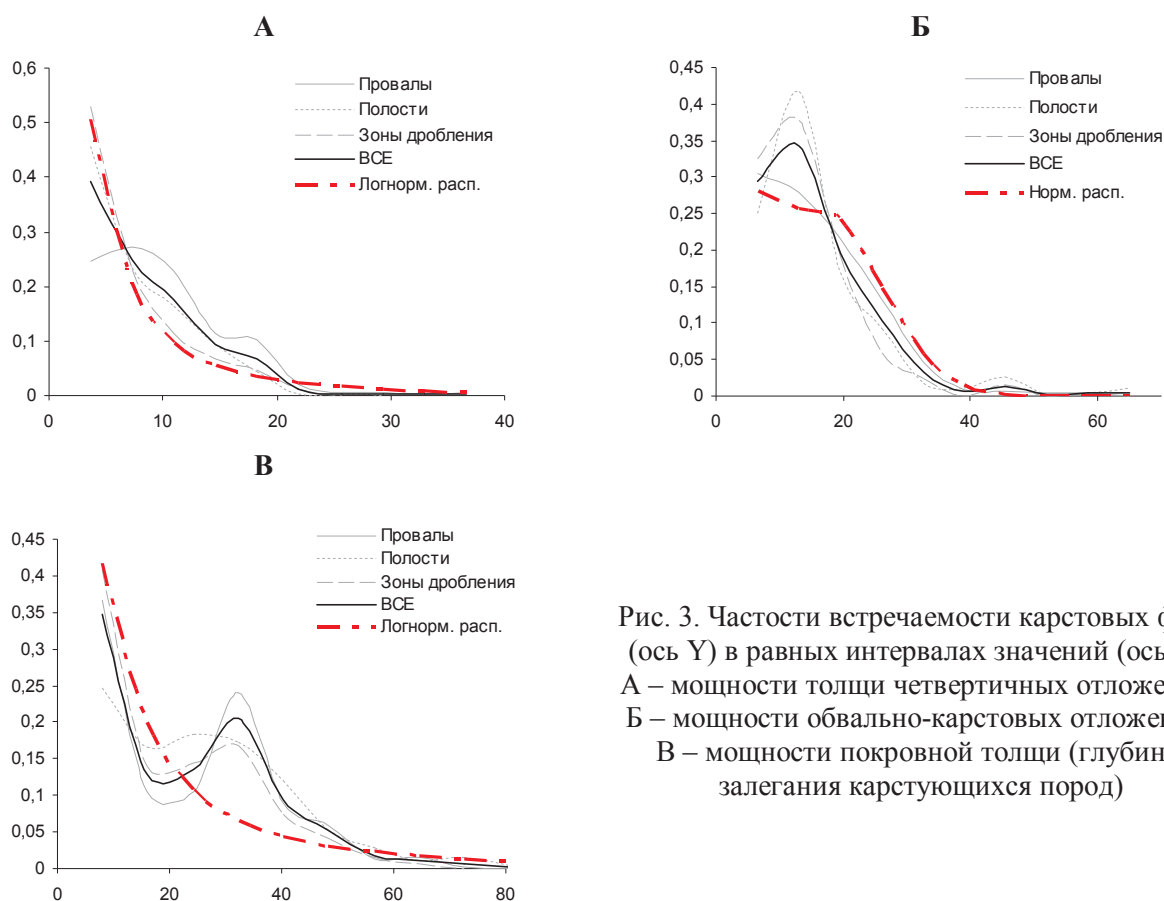 А
0,6
0,5
0,4
0,3
0,2
0,1
0
0 10 20 30 40
Провалы
Полости
Зоны дробления
ВСЕ
Логнорм. расп.
Б
0,45
0,4
0,35
0,3
0,25
0,2
0,15
0,1
0,05
0
0 20 40 60
Провалы
Полости
Зоны дробления
ВСЕ
Норм. расп.
В
0,45
0,4
0,35
0,3
0,25
0,2
0,15
0,1
0,05
0
0 20 40 60 80
Провалы
Полости
Зоны дробления
ВСЕ
Логнорм. расп.
Рис. 3. Частости встречаемости карстовых
(ось Y) в равных интервалах значений (ось
А – мощности толщи четвертичных
Б – мощности обвально-карстовых
В – мощности покровной толщи
залегания карстующихся пород)